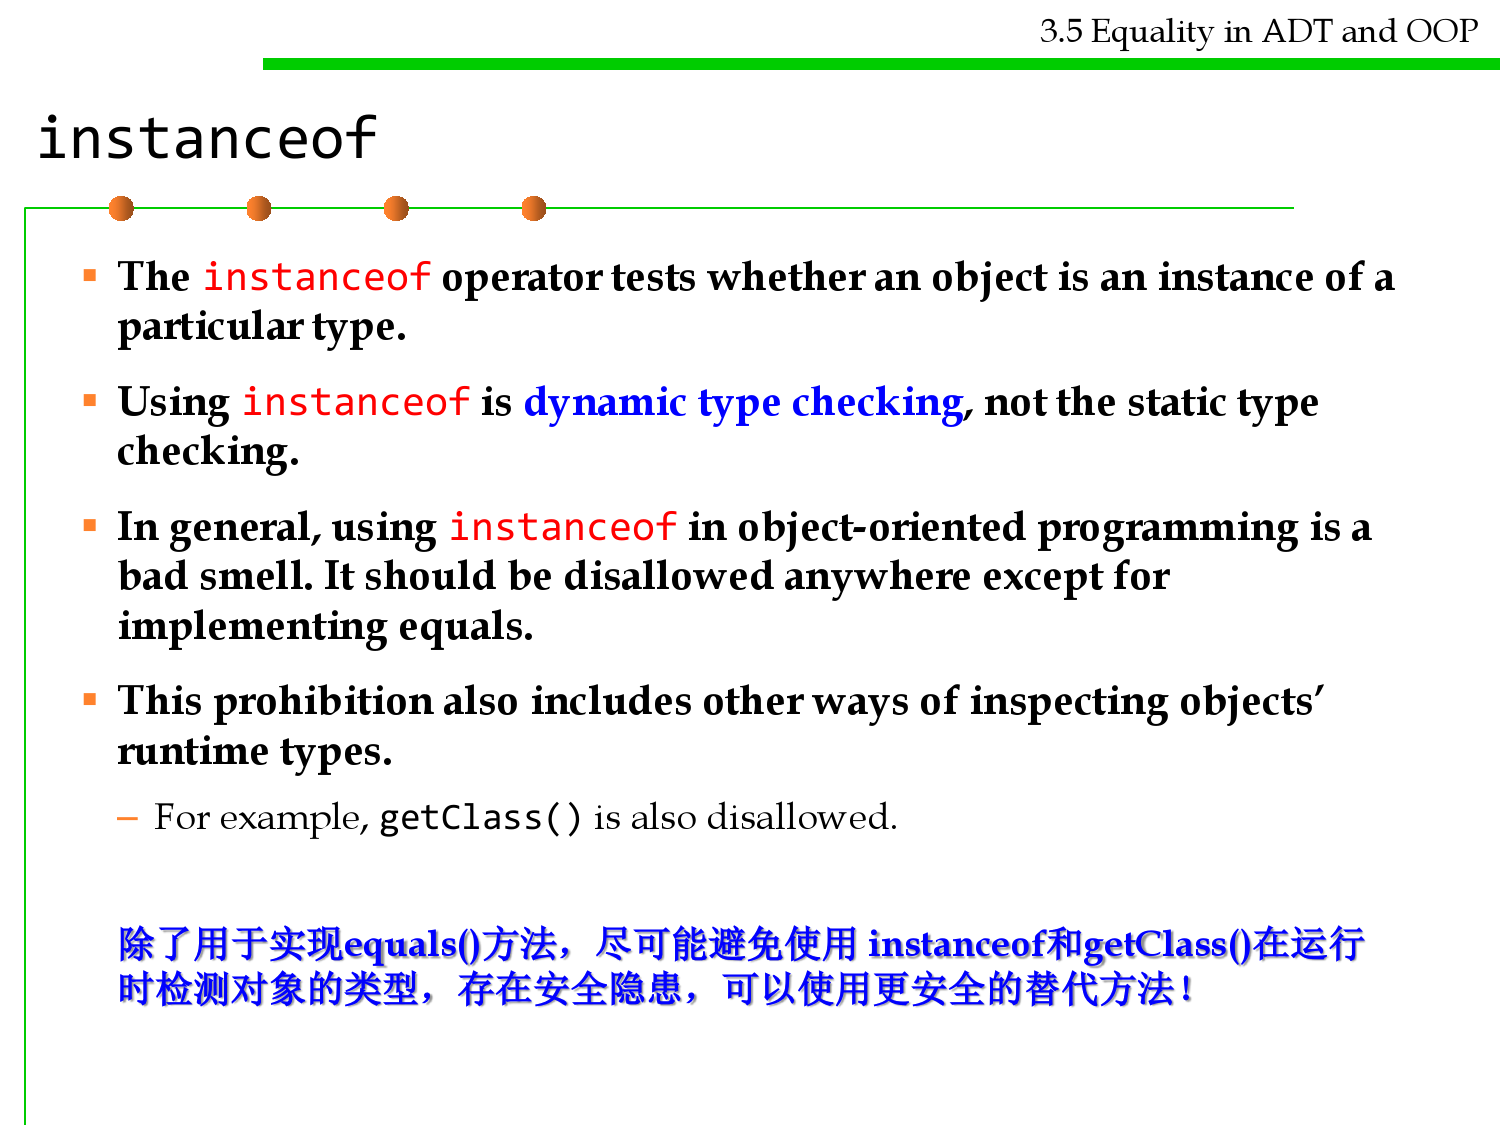 3.5 Equality in ADT and OOP
instanceof
▪ The instanceof operator tests whether an object is an instance of a
particular type.
▪ Using instanceof is dynamic type checking, not the static type
checking.
▪ In general, using instanceof in object-oriented programming is a
bad smell. It should be disallowed anywhere except for
implementing equals.
▪ This prohibition also includes other ways of inspecting objects’
runtime types.
– For example, getClass() is also disallowed.
除了用于实现equals()方法，尽可能避免使用 instanceof和getClass()在运行
时检测对象的类型，存在安全隐患，可以使用更安全的替代方法！